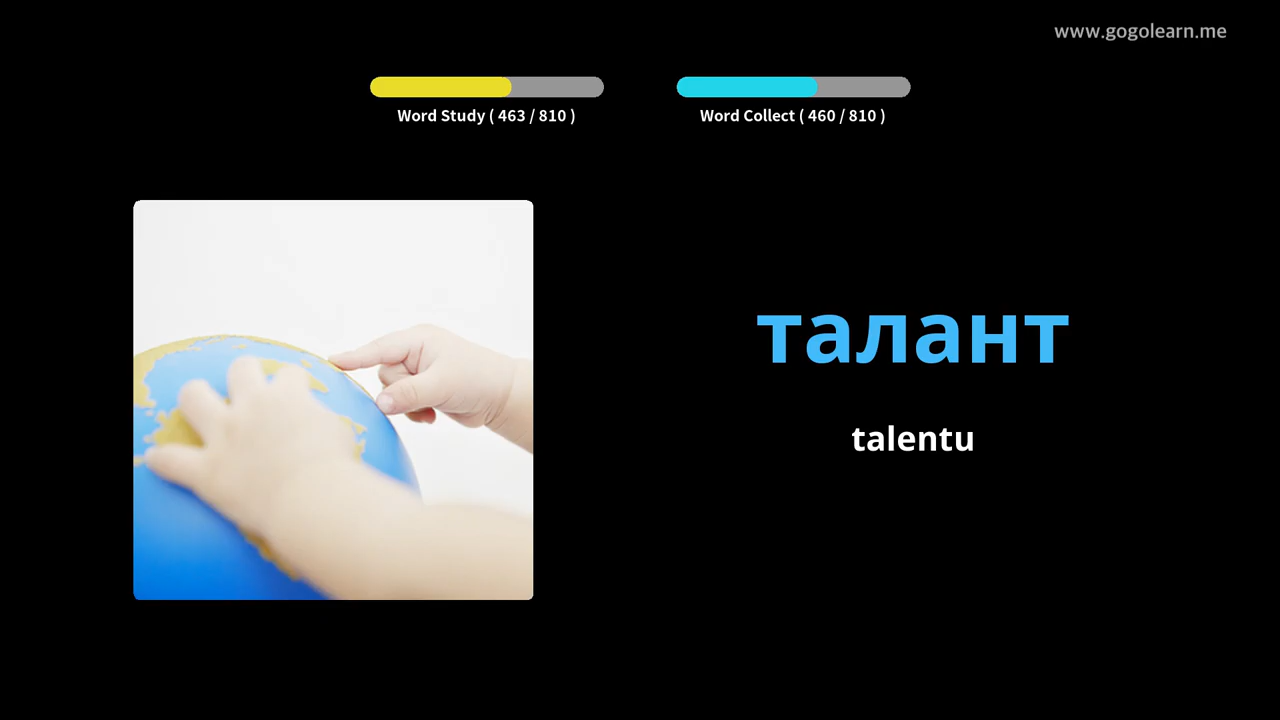 www.gogolearn.me
Word Study ( 463 / 810 )
Word Collect ( 460 / 810 )
талант
talentu